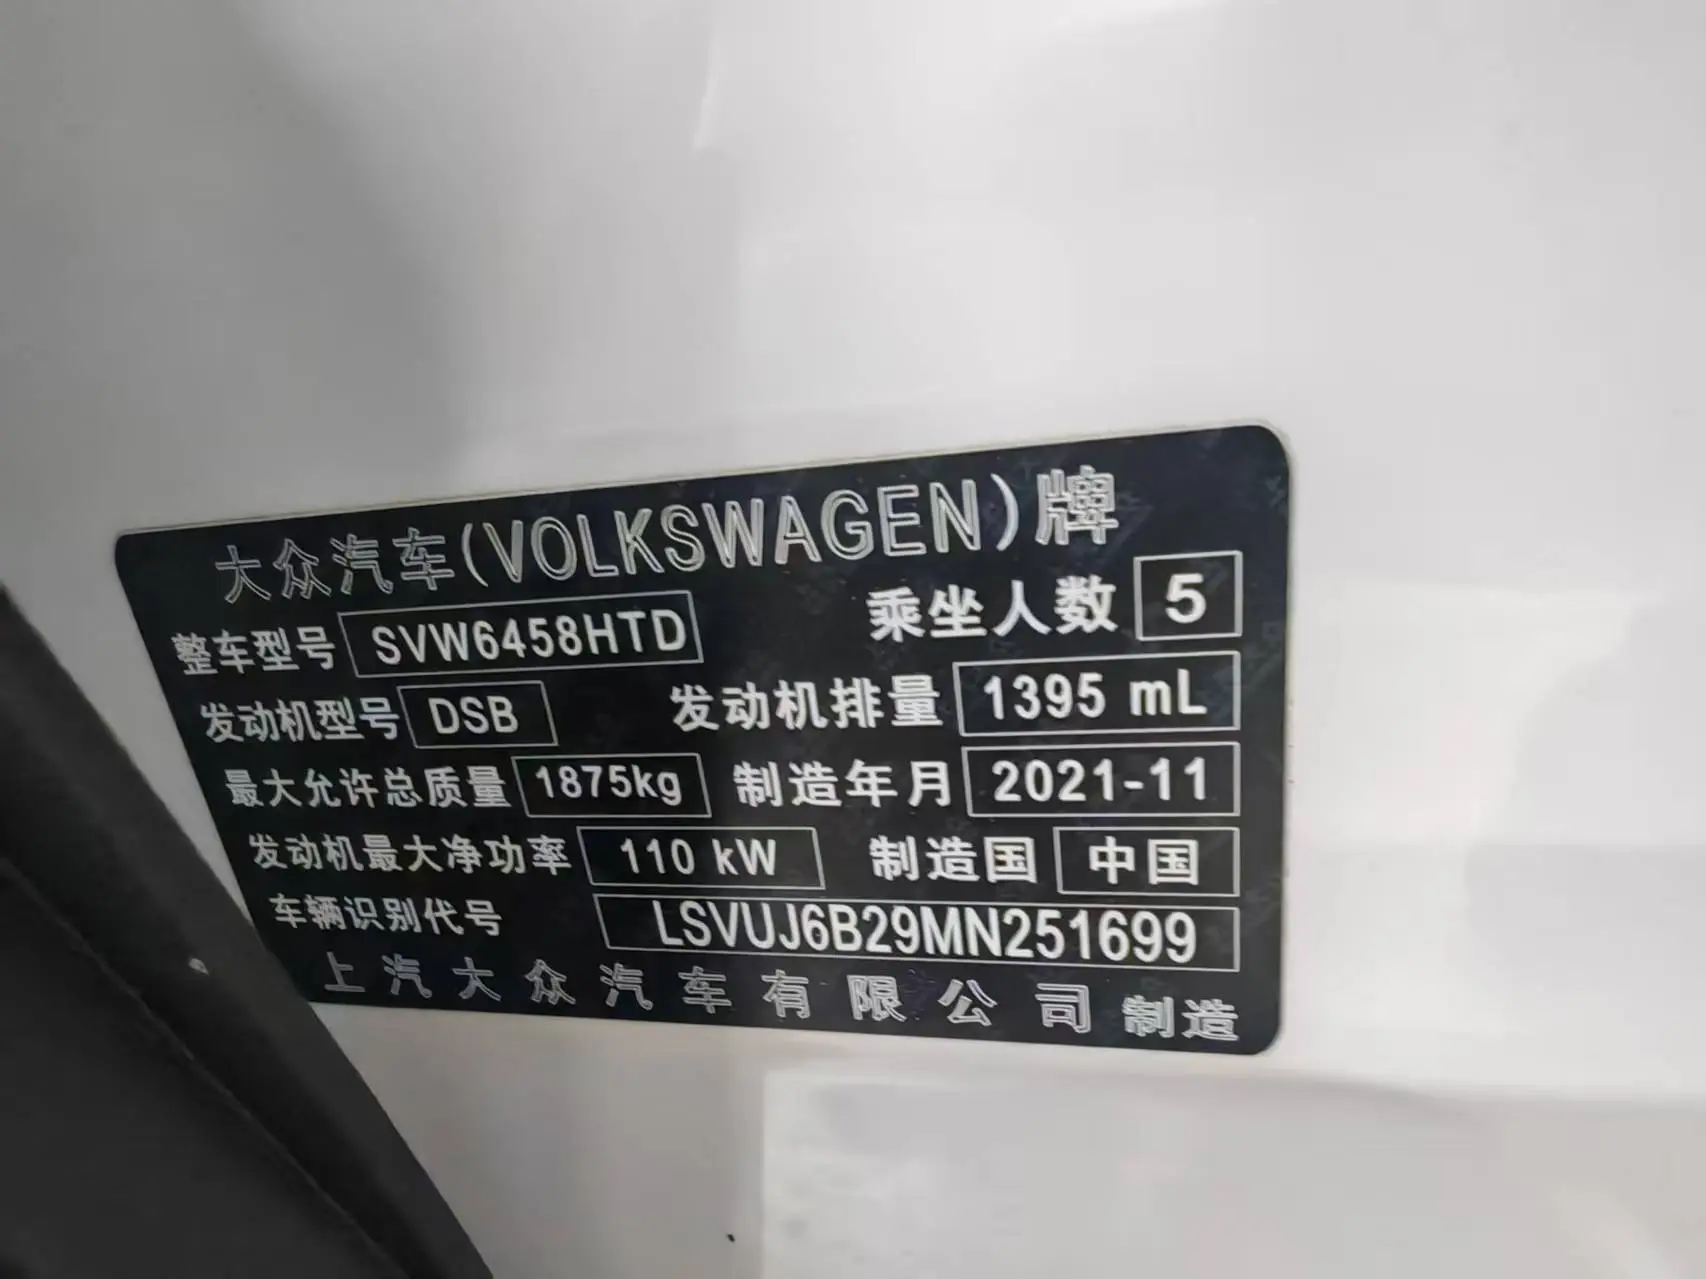 大众汽车(VOLKSWAGEN)牌
整车型号 SVW6458HTD 乘坐人数 5
发动机型号 DSB 发动机排量 1395 mL
最大允许总质量 1875kg 制造年月 2021-11
发动机最大净功率 110 kW 制造国 中国
车辆识别代号 LSVUJ6B29MN251699
上汽大众汽车有限公司制造